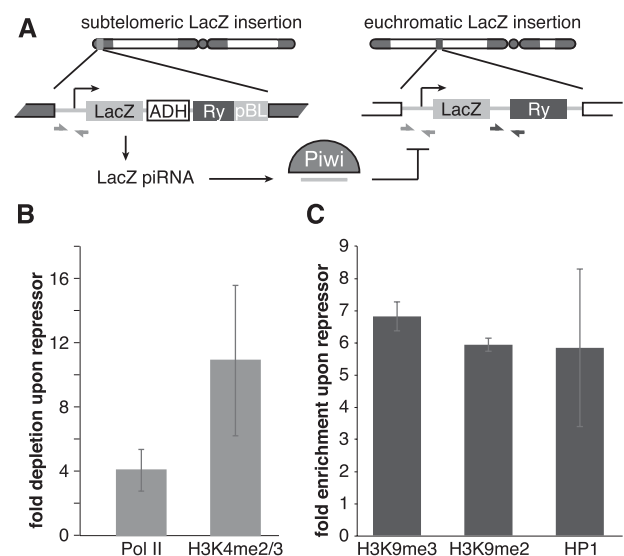 A
subtelomeric LacZ insertion
euchromatic LacZ insertion
LacZ ADH Ry pBL
LacZ Ry
LacZ piRNA
Piwi
B
fold depletion upon repressor
16
12
8
4
0
Pol II H3K4me2/3
C
fold enrichment upon repressor
9
8
7
6
5
4
3
2
1
0
H3K9me3 H3K9me2 HP1